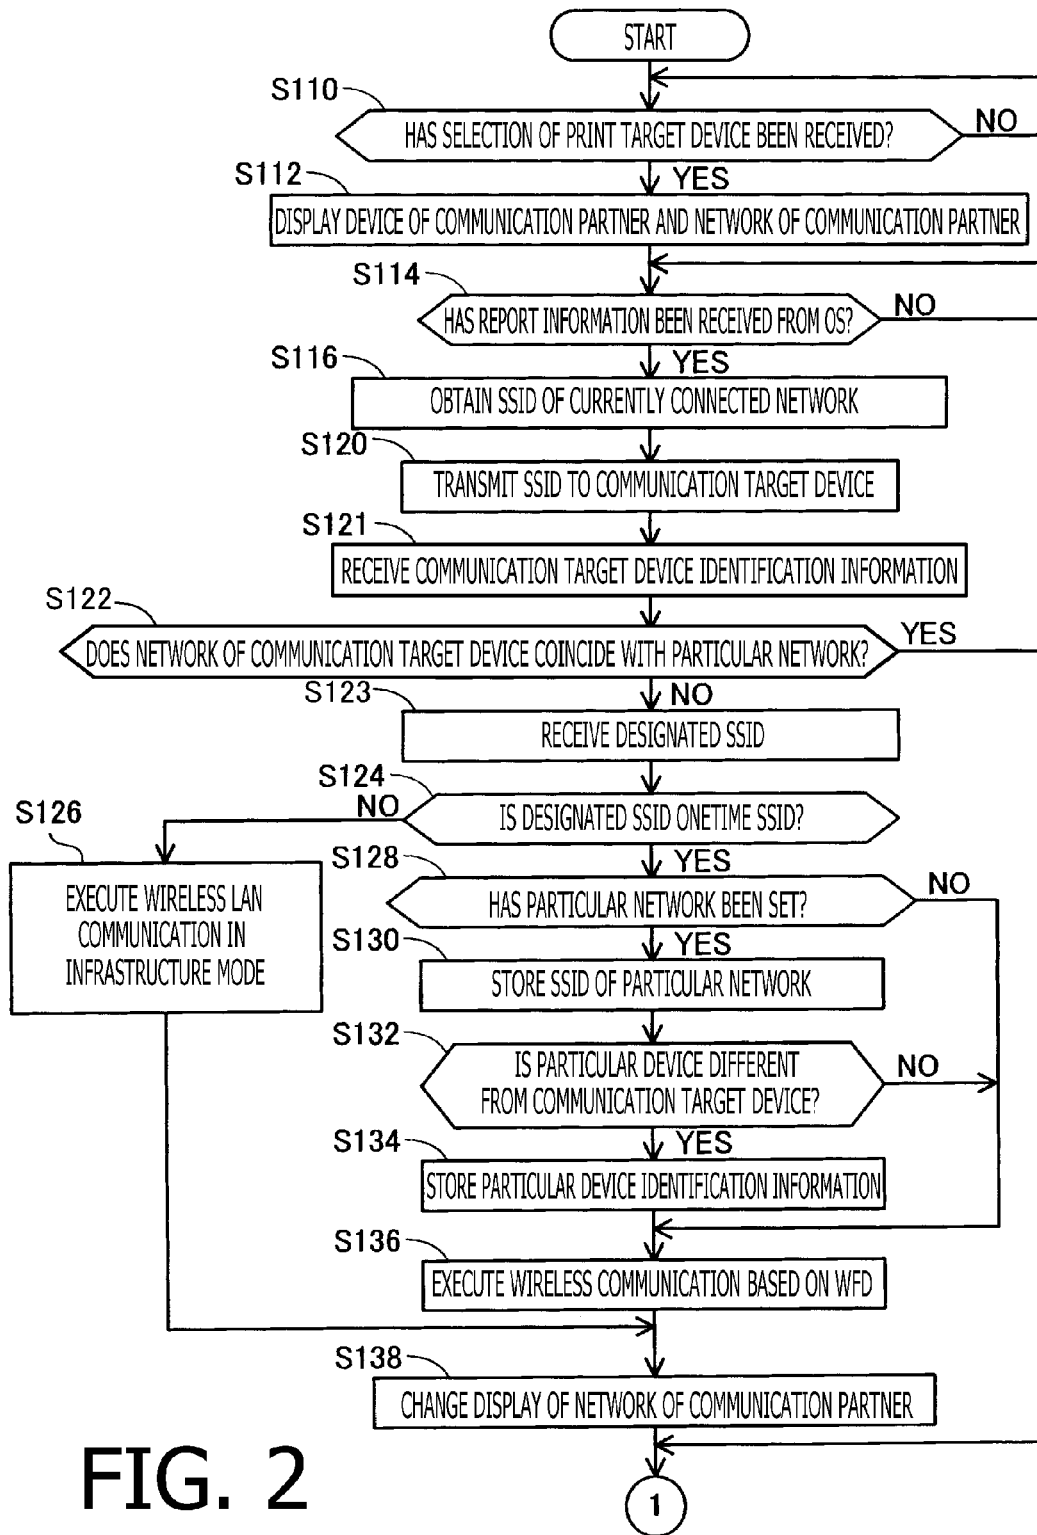 START
S110
HAS SELECTION OF PRINT TARGET DEVICE BEEN RECEIVED?
NO
YES
S112
DISPLAY DEVICE OF COMMUNICATION PARTNER AND NETWORK OF COMMUNICATION PARTNER
S114
HAS REPORT INFORMATION BEEN RECEIVED FROM OS?
NO
YES
S116
OBTAIN SSID OF CURRENTLY CONNECTED NETWORK
S120
TRANSMIT SSID TO COMMUNICATION TARGET DEVICE
S121
RECEIVE COMMUNICATION TARGET DEVICE IDENTIFICATION INFORMATION
S122
DOES NETWORK OF COMMUNICATION TARGET DEVICE COINCIDE WITH PARTICULAR NETWORK?
YES
NO
S123
RECEIVE DESIGNATED SSID
S124
IS DESIGNATED SSID ONETIME SSID?
NO
YES
S126
EXECUTE WIRELESS LAN
COMMUNICATION IN
INFRASTRUCTURE MODE
S128
HAS PARTICULAR NETWORK BEEN SET?
NO
YES
S130
STORE SSID OF PARTICULAR NETWORK
S132
IS PARTICULAR DEVICE DIFFERENT
FROM COMMUNICATION TARGET DEVICE?
NO
YES
S134
STORE PARTICULAR DEVICE IDENTIFICATION INFORMATION
S136
EXECUTE WIRELESS COMMUNICATION BASED ON WFD
S138
CHANGE DISPLAY OF NETWORK OF COMMUNICATION PARTNER
1
FIG. 2